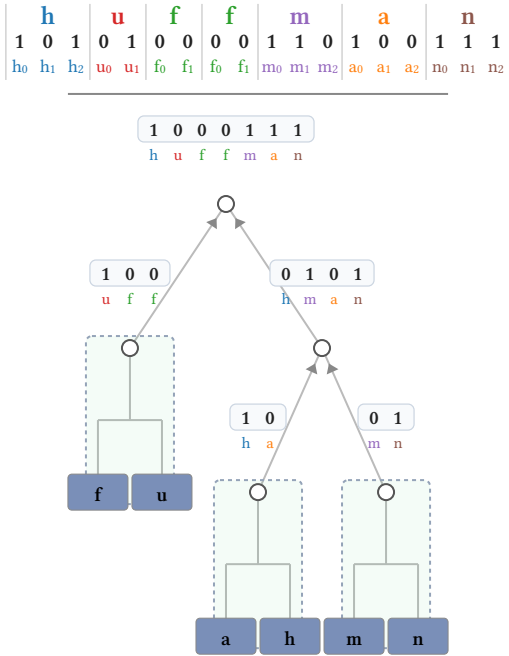 h u f f m a n
1 0 1 0 1 0 0 0 0 1 1 0 1 0 0 1 1 1
h₀ h₁ h₂ u₀ u₁ f₀ f₁ f₀ f₁ m₀ m₁ m₂ a₀ a₁ a₂ n₀ n₁ n₂
1 0 0 0 1 1 1
h u f f m a n
1 0 0
0 1 0 1
u f f
h m a n
1 0
0 1
h a
m n
f u
a h m n